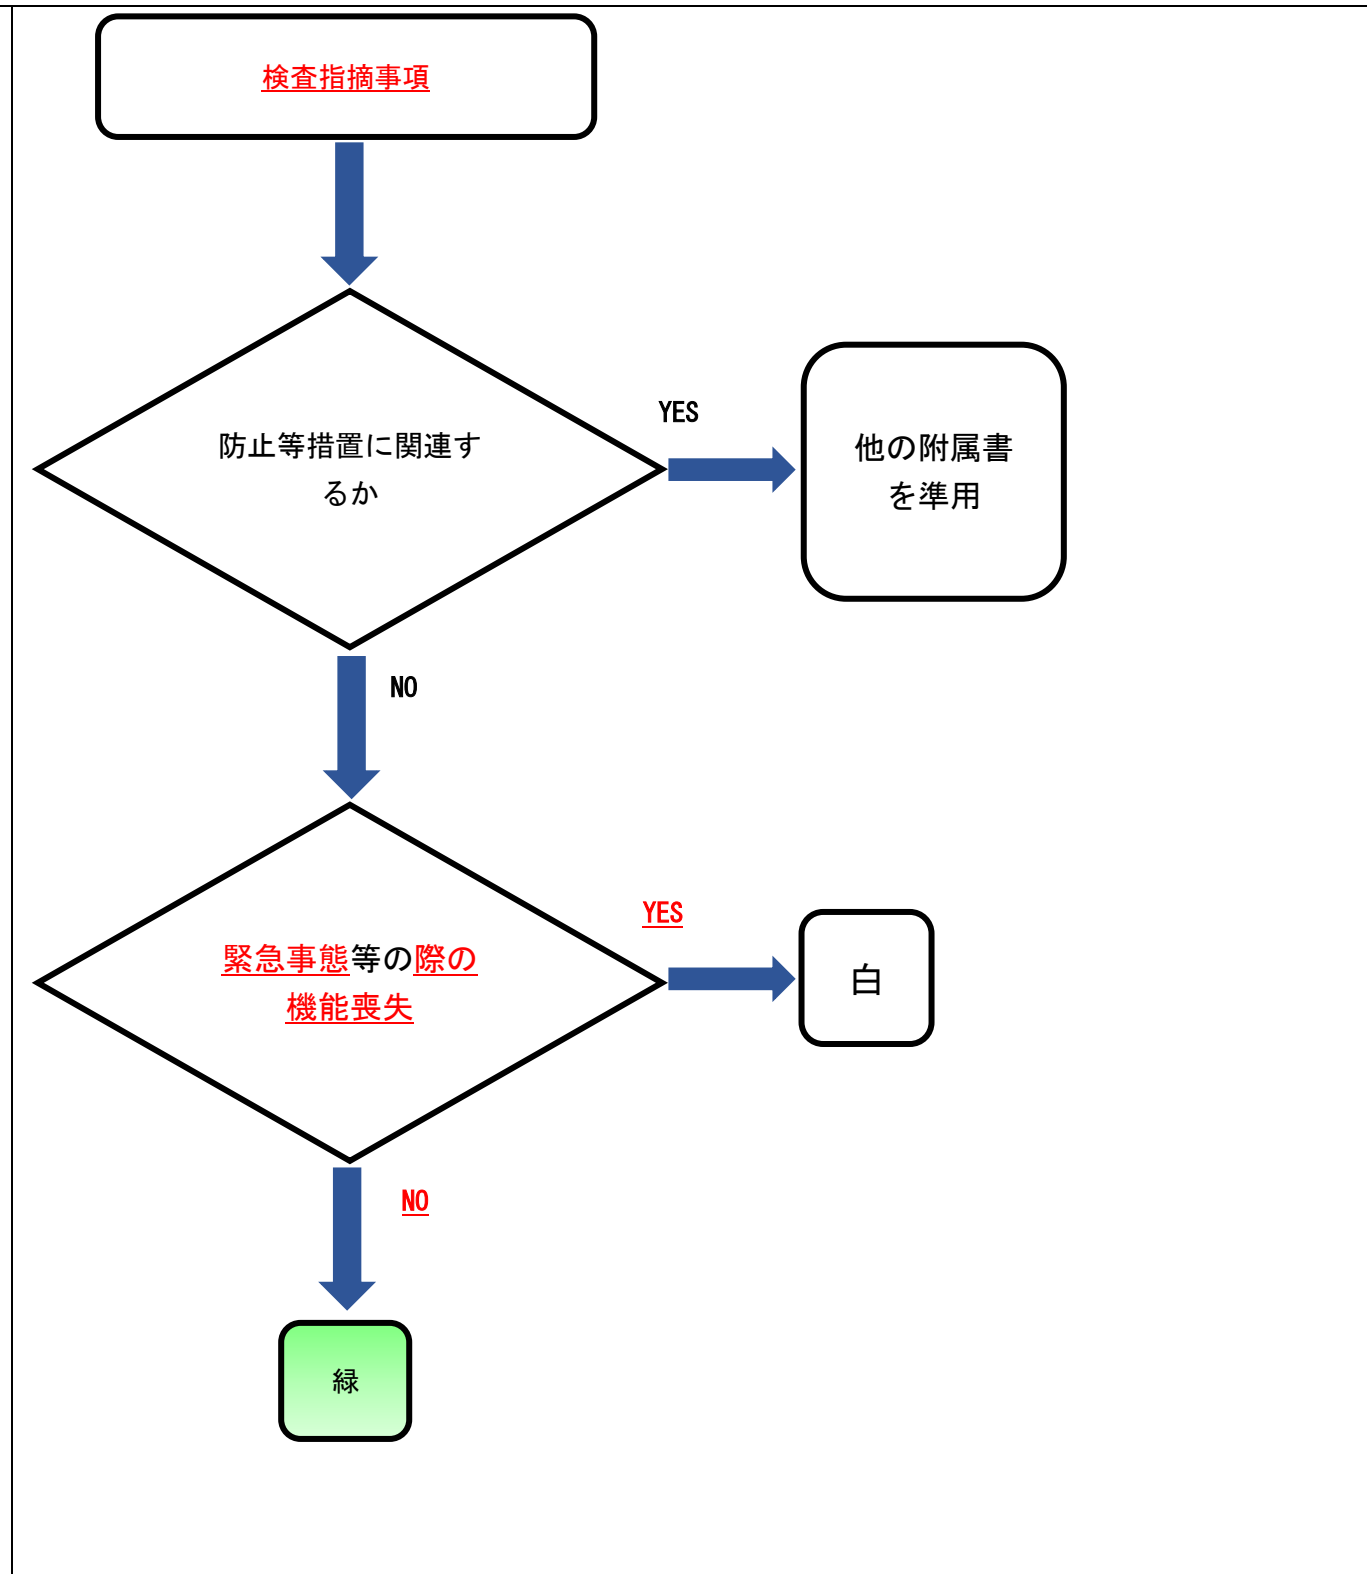 検査指摘事項
防止等措置に関連す
るか
YES
他の附属書
を準用
NO
緊急事態等の際の
機能喪失
YES
白
NO
緑